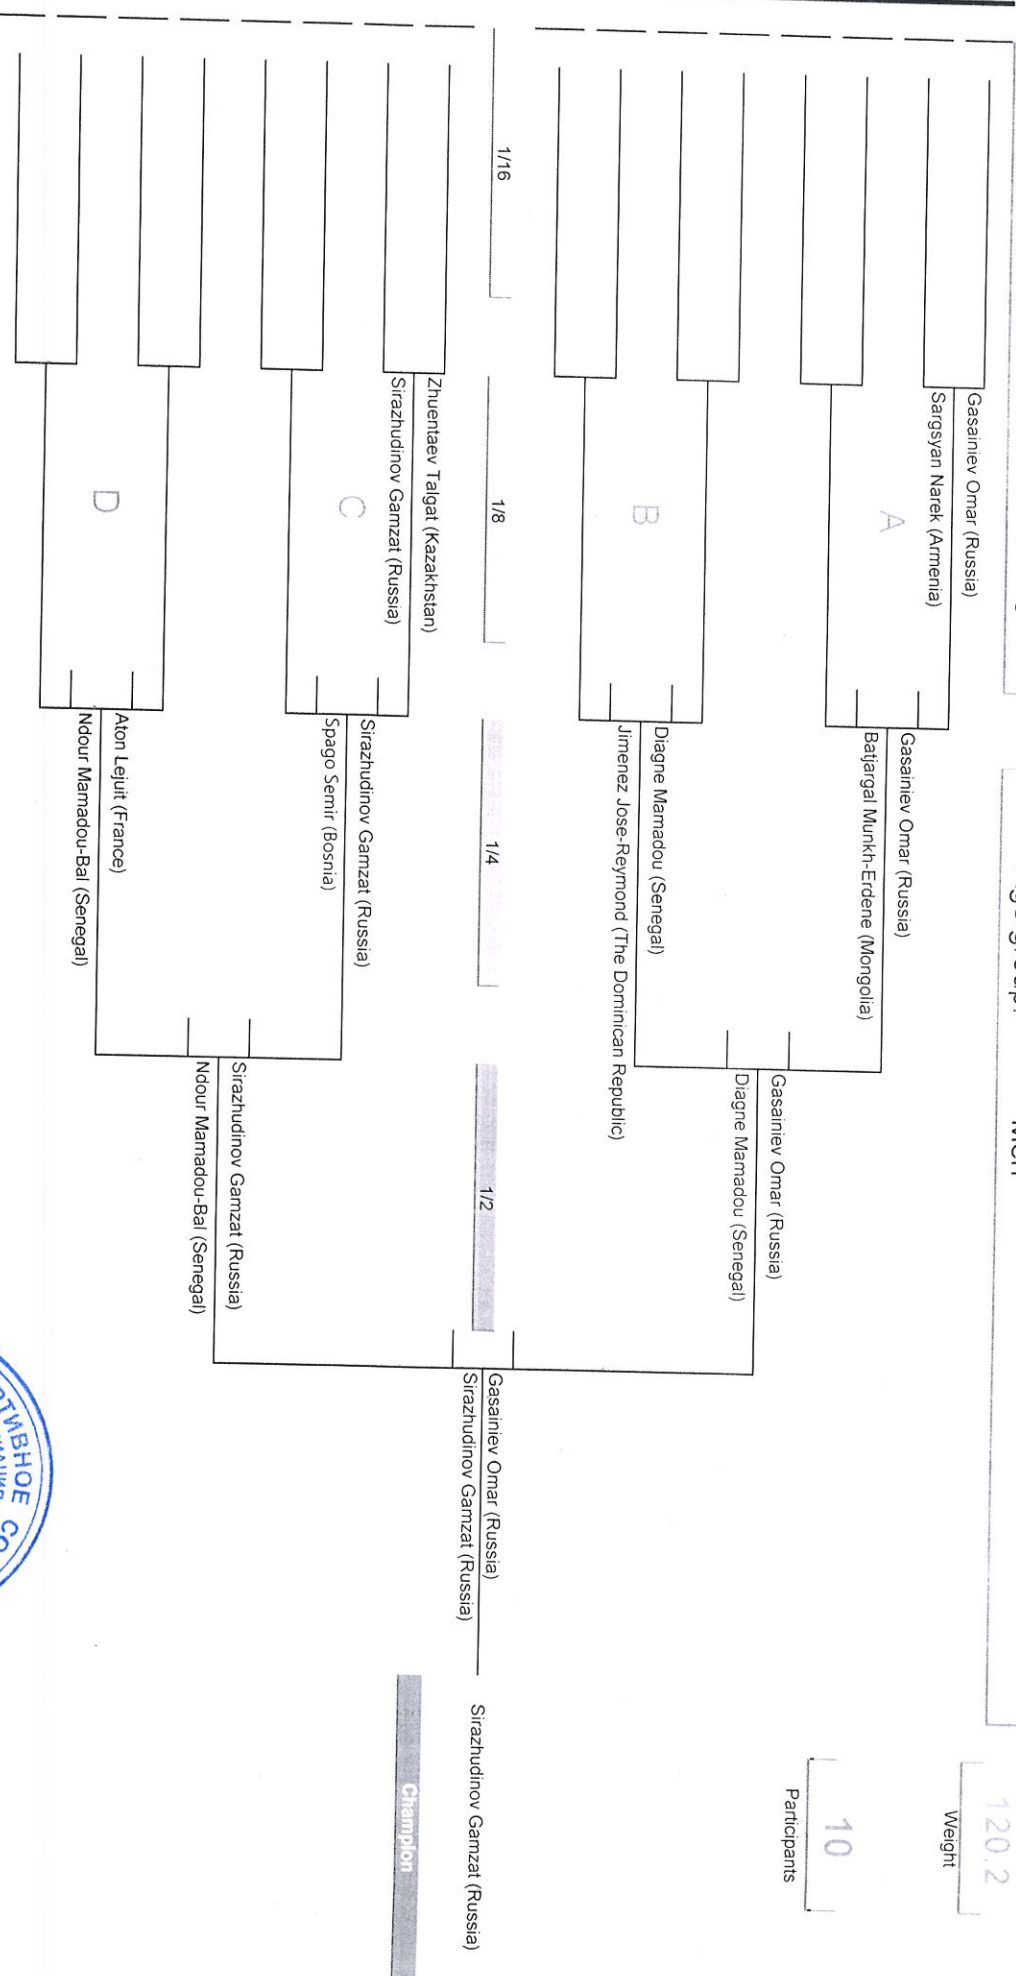 Men
120.2
Weight
10
Participants
1/16
1/8
1/4
1/2
Gasainiev Omar (Russia)
Sargsyan Narek (Armenia)
A
B
Zhuentaev Talgat (Kazakhstan)
Sirazhudinov Gamzat (Russia)
C
D
Gasainiev Omar (Russia)
Batjargal Munkh-Erdene (Mongolia)
Diagne Mamadou (Senegal)
Jimenez Jose-Reymond (The Dominican Republic)
Sirazhudinov Gamzat (Russia)
Spago Semir (Bosnia)
Aton Lejuit (France)
Ndour Mamadou-Bal (Senegal)
Gasainiev Omar (Russia)
Diagne Mamadou (Senegal)
Sirazhudinov Gamzat (Russia)
Ndour Mamadou-Bal (Senegal)
Gasainiev Omar (Russia)
Sirazhudinov Gamzat (Russia)
Sirazhudinov Gamzat (Russia)
Champion